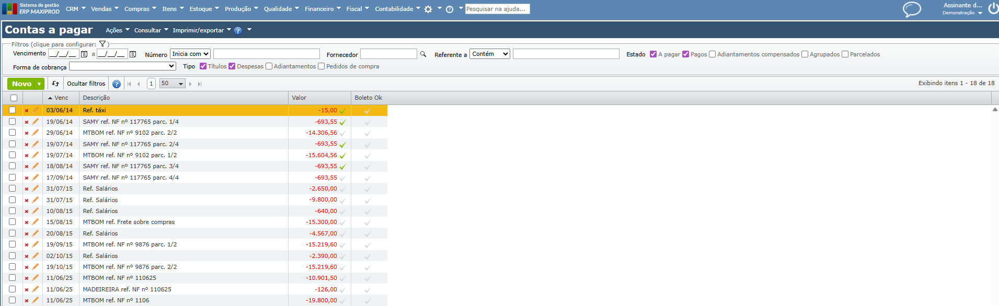 Sistema de gestão
ERP MAXIPROD
CRM Vendas Compras Itens Estoque Produção Qualidade Financeiro Fiscal Contabilidade Pesquisar na ajuda...
Assinante d...
Demonstração
Contas a pagar Ações Consultar Imprimir/exportar
Filtros (clique para configurar: )
Vencimento __/__/__ a __/__/__ Número Inicia com Fornecedor Referente a Contém Estado A pagar Pagos Adiantamentos compensados Agrupados Parcelados
Forma de cobrança Tipo Títulos Despesas Adiantamentos Pedidos de compra
Novo Ocultar filtros ? 1 50 Exibindo itens 1 - 18 de 18
Venc Descrição Valor Boleto Ok
03/06/14 Ref. táxi -15,00
19/06/14 SAMY ref. NF nº 117765 parc. 1/4 -693,55
29/06/14 MTBOM ref. NF nº 9102 parc. 2/2 -14.306,56
19/07/14 SAMY ref. NF nº 117765 parc. 2/4 -693,55
19/07/14 MTBOM ref. NF nº 9102 parc. 1/2 -15.604,56
18/08/14 SAMY ref. NF nº 117765 parc. 3/4 -693,55
17/09/14 SAMY ref. NF nº 117765 parc. 4/4 -693,55
31/07/15 Ref. Salários -2.650,00
31/07/15 Ref. Salários -9.800,00
10/08/15 Ref. Salários -640,00
15/08/15 MTBOM ref. Frete sobre compras -15.300,00
20/08/15 Ref. Salários -4.567,00
19/09/15 MTBOM ref. NF nº 9876 parc. 1/2 -15.219,60
02/10/15 Ref. Salários -2.390,00
19/10/15 MTBOM ref. NF nº 9876 parc. 2/2 -15.219,60
11/06/25 MTBOM ref. NF nº 110625 -10.901,50
11/06/25 MADEIREIRA ref. NF nº 110625 -126,00
11/06/25 MTBOM ref. NF nº 1106 -19.800,00